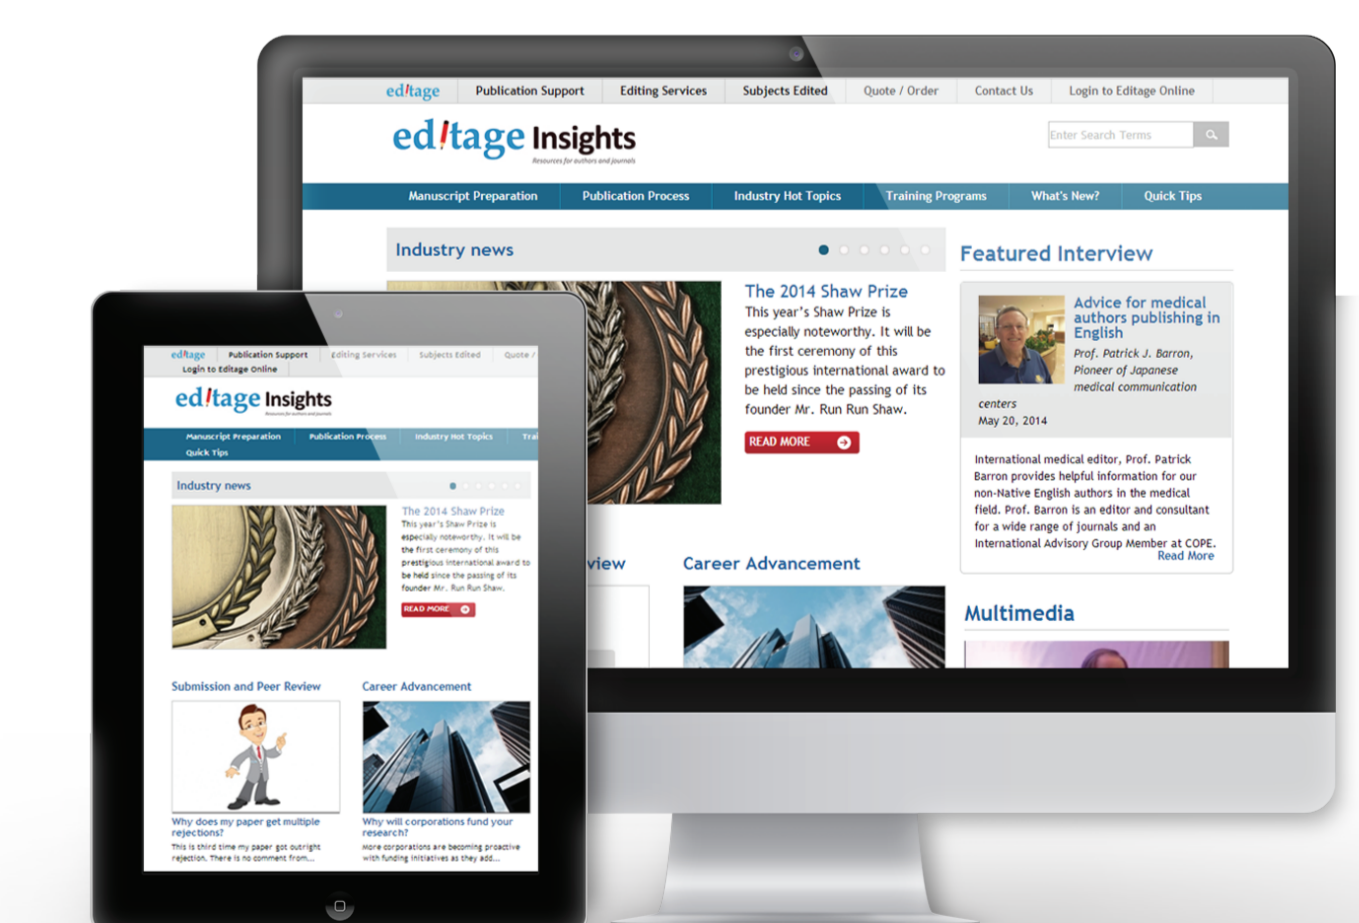 editage Publication Support Editing Services Subjects Edited Quote / Order Contact Us Login to Editage Online
editage Insights
Resources for authors and journals
Enter Search Terms
Manuscript Preparation Publication Process Industry Hot Topics Training Programs What's New? Quick Tips
Industry news
The 2014 Shaw Prize
This year's Shaw Prize is
especially noteworthy. It will be
the first ceremony of this
prestigious international award to
be held since the passing of its
founder Mr. Run Run Shaw.
READ MORE
Featured Interview
Advice for medical
authors publishing in
English
Prof. Patrick J. Barron,
Pioneer of Japanese
medical communication
centers
May 20, 2014
International medical editor, Prof. Patrick
Barron provides helpful information for our
non-Native English authors in the medical
field. Prof. Barron is an editor and consultant
for a wide range of journals and an
International Advisory Group Member at COPE.
Read More
view
Career Advancement
Multimedia
editage Publication Support Editing Services Subjects Edited Quote /
Login to Editage Online
editage Insights
Resources for authors and journals
Manuscript Preparation Publication Process Industry Hot Topics Trai
Quick Tips
Industry news
The 2014 Shaw Prize
This year's Shaw Prize is
especially noteworthy. It will be
the first ceremony of this
prestigious international award to
be held since the passing of its
founder Mr. Run Run Shaw.
READ MORE
Submission and Peer Review
Why does my paper get multiple
rejections?
This is third time my paper got outright
rejection. There is no comment from...
Career Advancement
Why will corporations fund your
research?
More corporations are becoming proactive
with funding initiatives as they add...